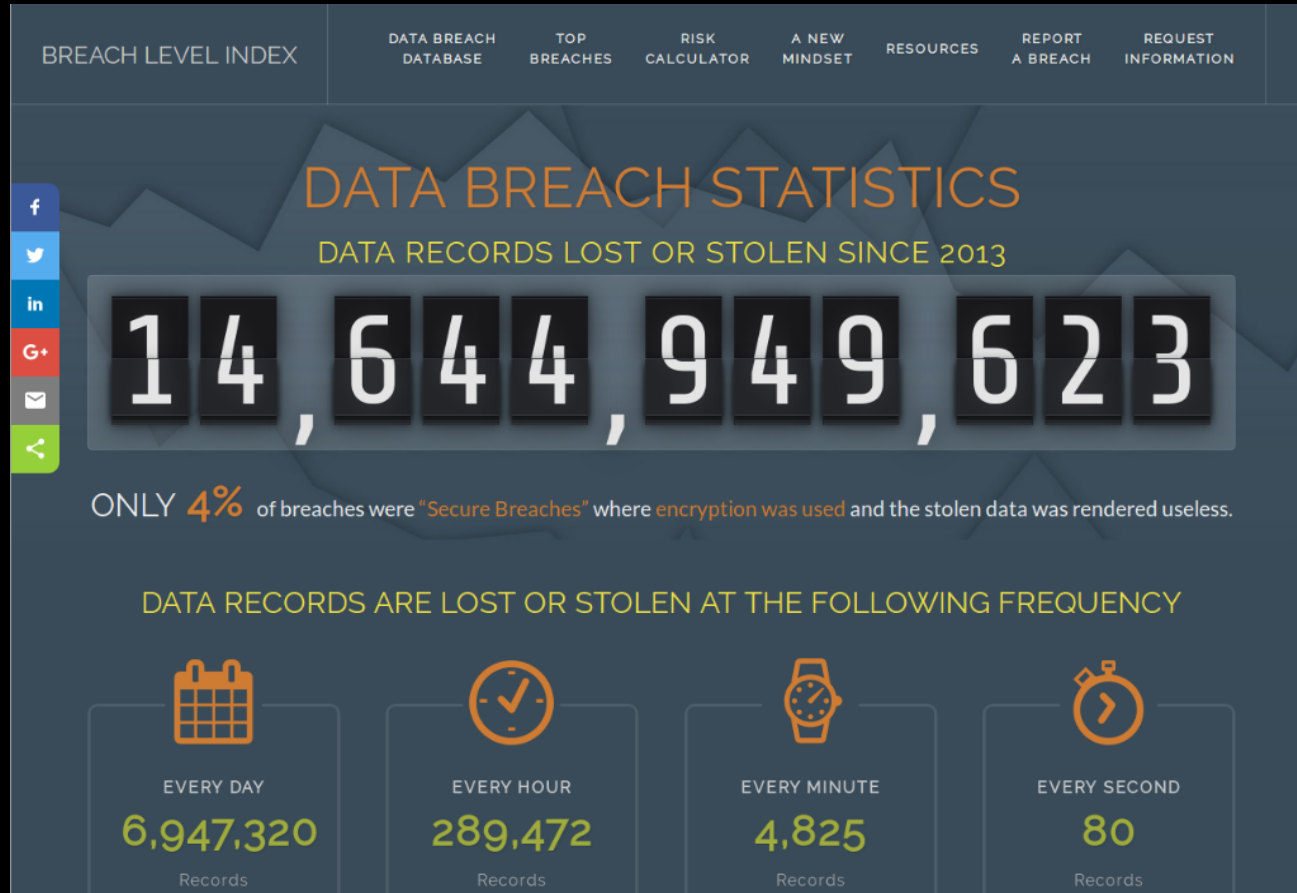 BREACH LEVEL INDEX
DATA BREACH
DATABASE
TOP
BREACHES
RISK
CALCULATOR
A NEW
MINDSET
RESOURCES
REPORT
A BREACH
REQUEST
INFORMATION
DATA BREACH STATISTICS
DATA RECORDS LOST OR STOLEN SINCE 2013
14,644,949,623
ONLY 4% of breaches were “Secure Breaches” where encryption was used and the stolen data was rendered useless.
DATA RECORDS ARE LOST OR STOLEN AT THE FOLLOWING FREQUENCY
EVERY DAY
6,947,320
Records
EVERY HOUR
289,472
Records
EVERY MINUTE
4,825
Records
EVERY SECOND
80
Records
f
in
G+